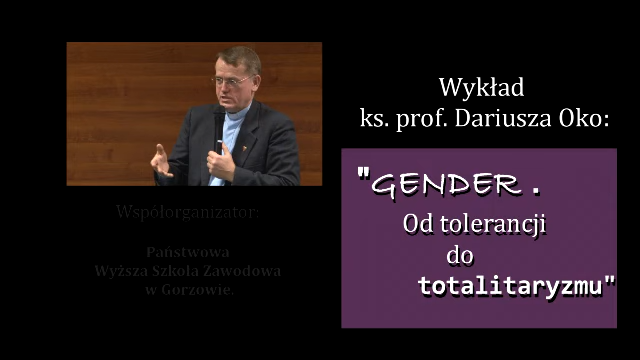 Wykład
ks. prof. Dariusza Oko:
"GENDER.
Od tolerancji
do
totalitaryzmu"
Współorganizator:
Państwowa
Wyższa Szkoła Zawodowa
w Gorzowie.